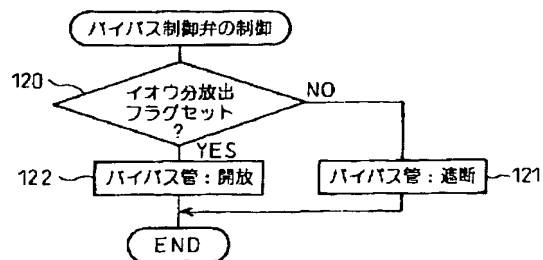 バイパス制御弁の制御
120
イオウ分放出
フラグセット
?
NO
YES
122
バイパス管:開放
バイパス管:遮断
121
END